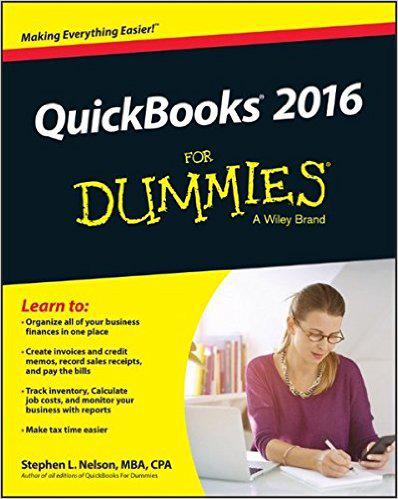 Making Everything Easier!™
QuickBooks® 2016
FOR
DUMMIES®
A Wiley Brand
Learn to:
• Organize all of your business
finances in one place
• Create invoices and credit
memos, record sales receipts,
and pay the bills
• Track inventory, Calculate
job costs, and monitor your
business with reports
• Make tax time easier
Stephen L. Nelson, MBA, CPA
Author of all editions of QuickBooks For Dummies